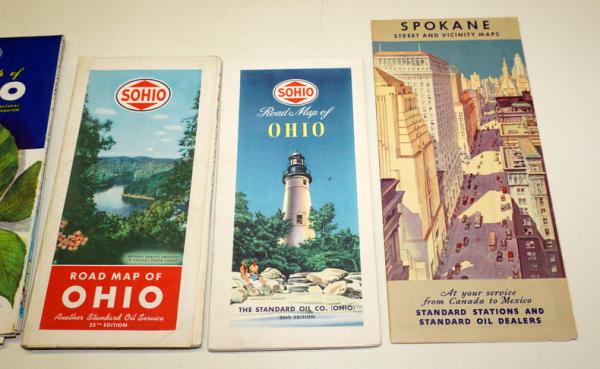 of
O
SOHIO
ROAD MAP OF
OHIO
Another Standard Oil Service
25TH EDITION
SOHIO
Road Map of
OHIO
THE STANDARD OIL CO. (OHIO)
26th EDITION
SPOKANE
STREET AND VICINITY MAPS
At your service
from Canada to Mexico
STANDARD STATIONS AND
STANDARD OIL DEALERS